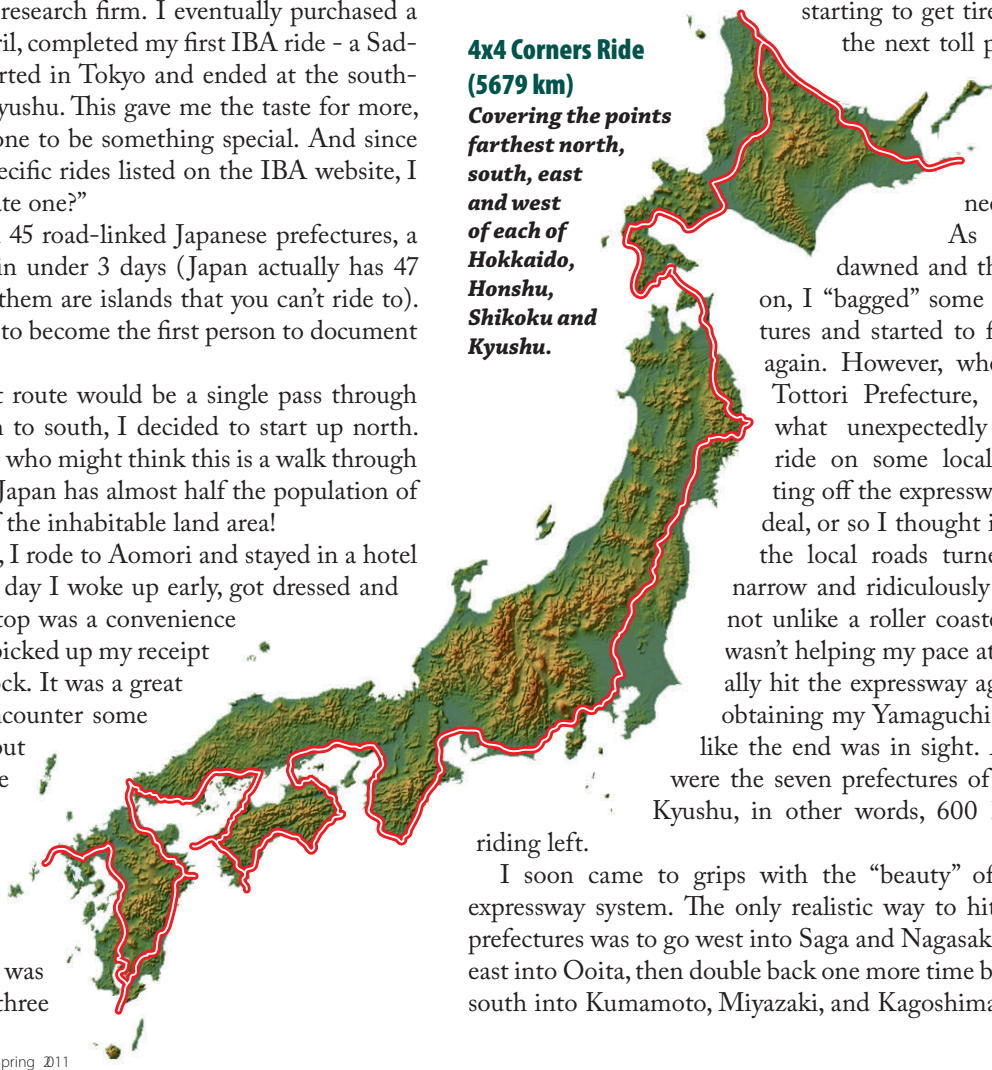 research firm. I eventually purchased a
ril, completed my first IBA ride - a Sad-
rted in Tokyo and ended at the south-
yushu. This gave me the taste for more,
one to be something special. And since
ecific rides listed on the IBA website, I
ate one?”
45 road-linked Japanese prefectures, a
in under 3 days (Japan actually has 47
them are islands that you can’t ride to).
to become the first person to document
t route would be a single pass through
n to south, I decided to start up north.
who might think this is a walk through
Japan has almost half the population of
f the inhabitable land area!
, I rode to Aomori and stayed in a hotel
day I woke up early, got dressed and
top was a convenience
picked up my receipt
ock. It was a great
ncounter some
out
e
was
three
4x4 Corners Ride
(5679 km)
Covering the points
farthest north,
south, east
and west
of each of
Hokkaido,
Honshu,
Shikoku and
Kyushu.
starting to get tire
the next toll p
nec
As
dawned and th
on, I “bagged” some
tures and started to f
again. However, whe
Tottori Prefecture,
what unexpectedly
ride on some local
ting off the expressw
deal, or so I thought i
the local roads turne
narrow and ridiculously
not unlike a roller coaste
wasn’t helping my pace at
ally hit the expressway ag
obtaining my Yamaguchi
like the end was in sight. 
were the seven prefectures of
Kyushu, in other words, 600
riding left.
I soon came to grips with the “beauty” of
expressway system. The only realistic way to hit
prefectures was to go west into Saga and Nagasak
east into Ooita, then double back one more time b
south into Kumamoto, Miyazaki, and Kagoshima
pring 2011